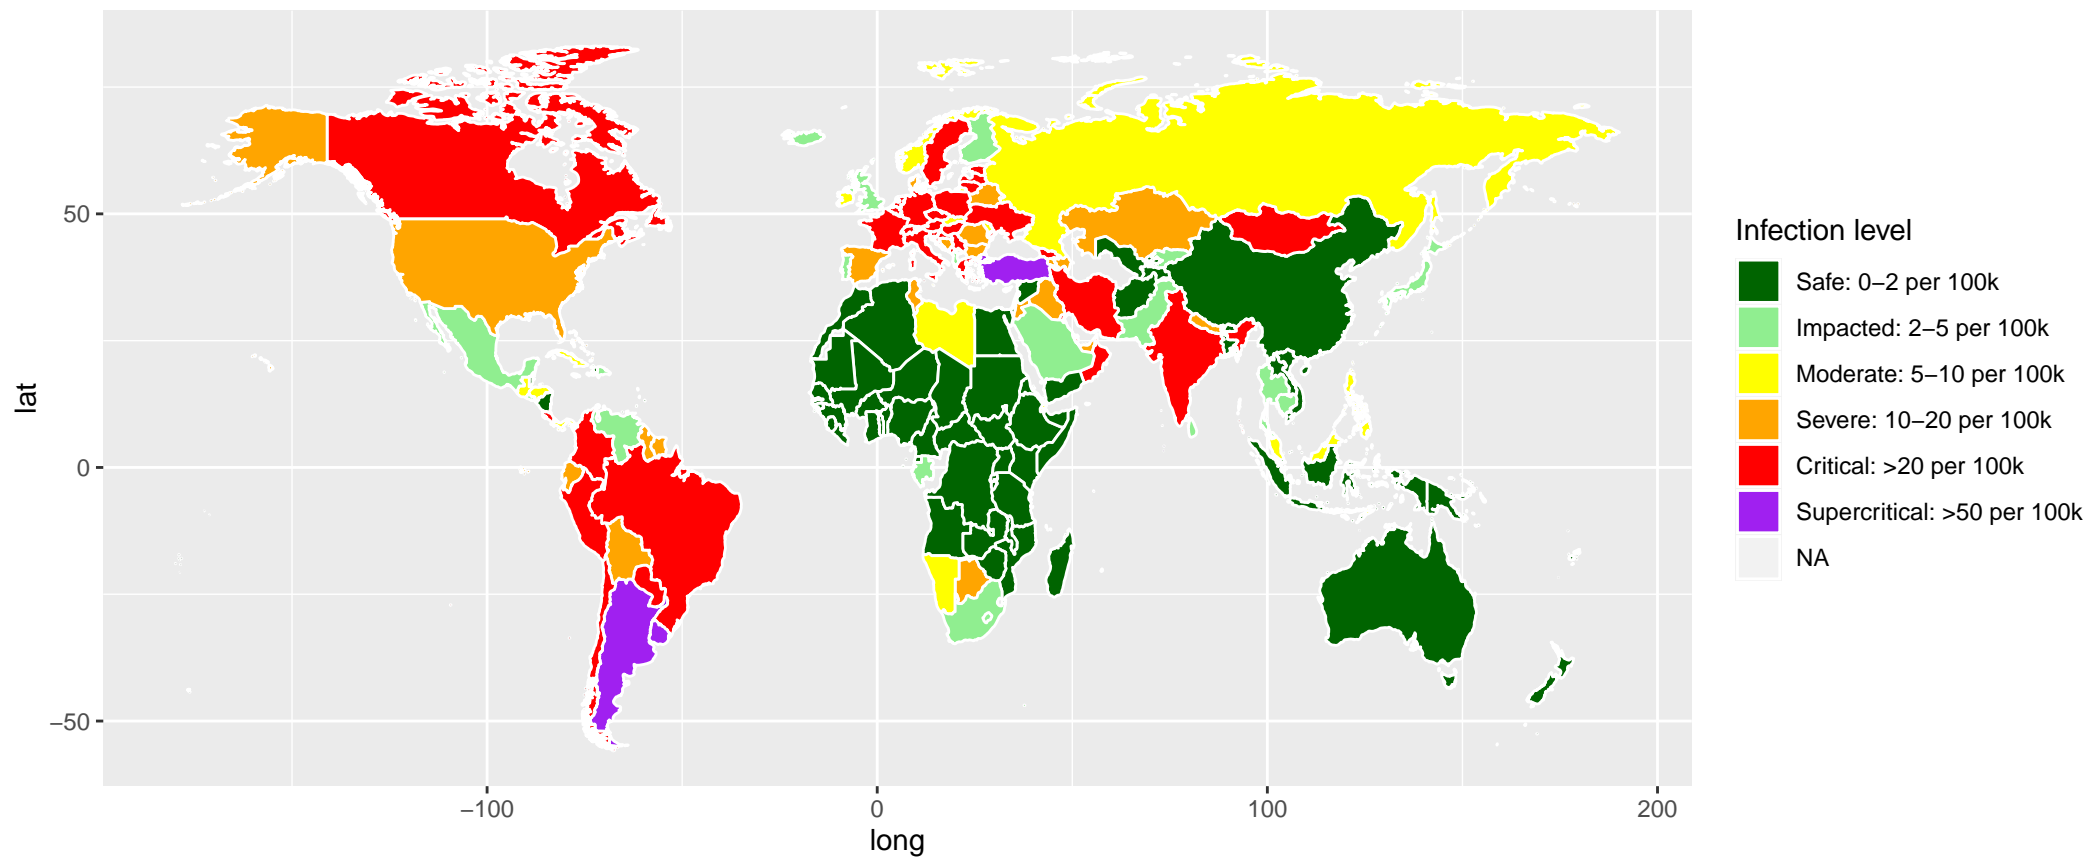 50
0
−50
lat
−100
0
100
200
long
Infection level
Safe: 0−2 per 100k
Impacted: 2−5 per 100k
Moderate: 5−10 per 100k
Severe: 10−20 per 100k
Critical: >20 per 100k
Supercritical: >50 per 100k
NA